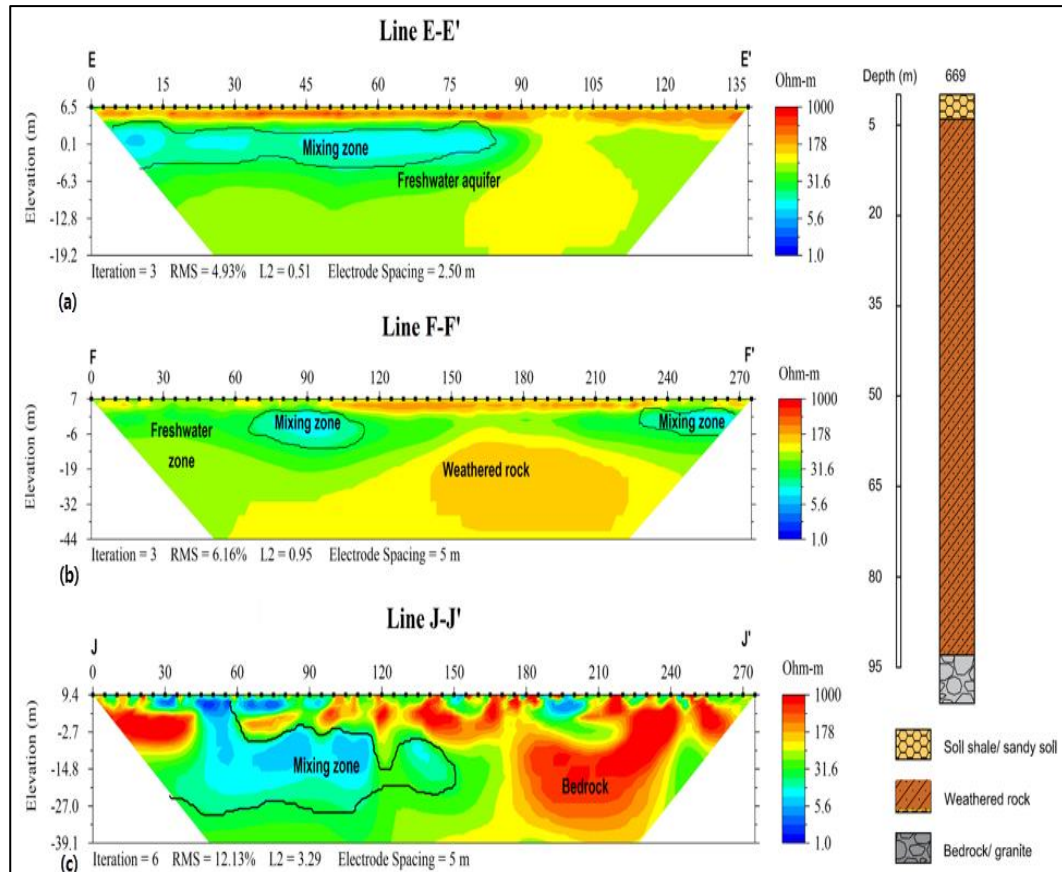 Line E-E'
E
E'
0 15 30 45 60 75 90 105 120 135
Ohm-m
Elevation (m)
6.5
0.1
-6.3
-12.8
-19.2
Mixing zone
Freshwater aquifer
1000
178
31.6
5.6
1.0
Iteration = 3 RMS = 4.93% L2 = 0.51 Electrode Spacing = 2.50 m
(a)
Line F-F'
F
F'
0 30 60 90 120 150 180 210 240 270
Ohm-m
Elevation (m)
7
-6
-19
-32
-44
Freshwater
zone
Mixing zone
Weathered rock
Mixing zone
1000
178
31.6
5.6
1.0
Iteration = 3 RMS = 6.16% L2 = 0.95 Electrode Spacing = 5 m
(b)
Line J-J'
J
J'
0 30 60 90 120 150 180 210 240 270
Ohm-m
Elevation (m)
9.4
-2.7
-14.8
-27.0
-39.1
Mixing zone
Bedrock
1000
178
31.6
5.6
1.0
Iteration = 6 RMS = 12.13% L2 = 3.29 Electrode Spacing = 5 m
(c)
Depth (m) 669
5
20
35
50
65
80
95
Soll shale/ sandy soil
Weathered rock
Bedrock/ granite